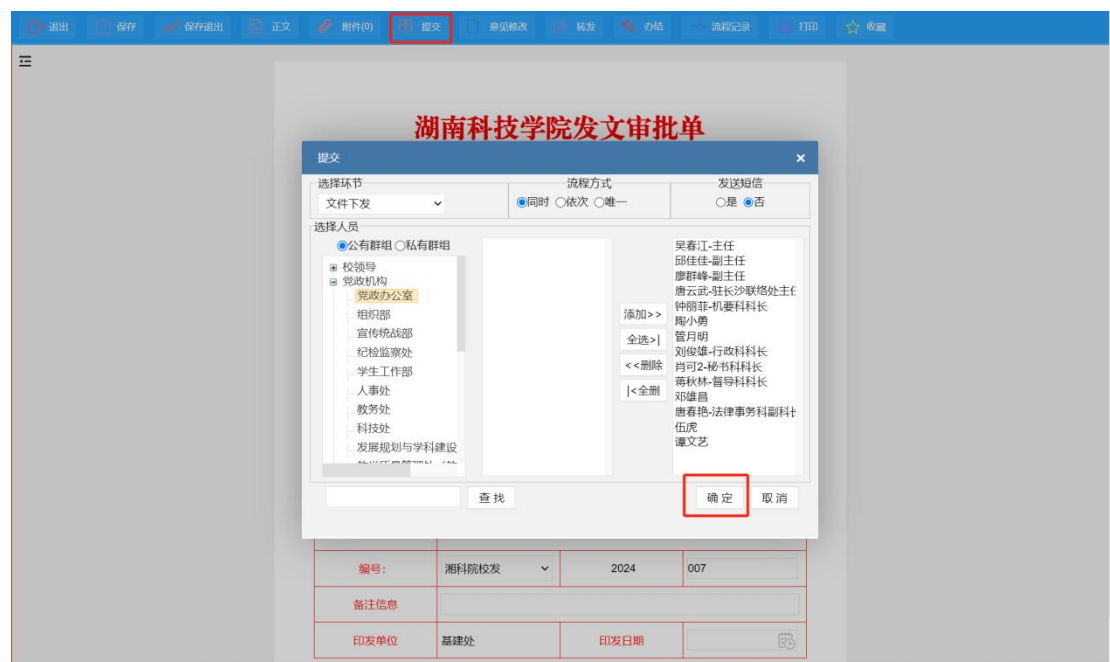 退出 保存 保存退出 正文 附件(0) 提交 意见修改 转发 办结 流程记录 打印 收藏
湖南科技学院发文审批单
提交 ×
选择环节 流程方式 发送短信
文件下发 同时 依次 唯一 是 否
选择人员
公有群组 私有群组
校领导
党政机构
党政办公室
组织部
宣传统战部
纪检监察处
学生工作部
人事处
教务处
科技处
发展规划与学科建设
添加>>
全选>|
<<删除
|<全删
吴春江-主任
邱佳佳-副主任
廖群峰-副主任
唐云武-驻长沙联络处主任
钟丽菲-机要科科长
陶小勇
管月明
刘俊雄-行政科科长
肖可2-秘书科科长
蒋秋林-督导科科长
邓雄昌
唐春艳-法律事务科副科长
伍虎
谭文艺
查找 确定 取消
编号: 湘科院校发 2024 007
备注信息
印发单位 基建处 印发日期